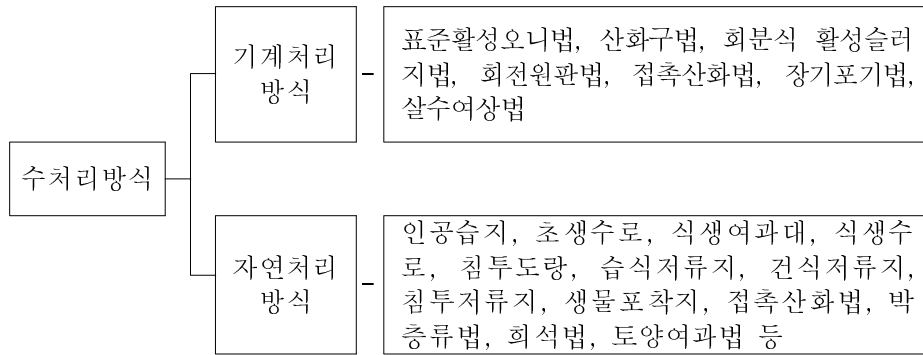 수처리방식
기계처리
방식
표준활성오니법, 산화구법, 회분식 활성슬러
지법, 회전원판법, 접촉산화법, 장기포기법,
살수여상법
자연처리
방식
인공습지, 초생수로, 식생여과대, 식생수
로, 침투도랑, 습식저류지, 건식저류지,
침투저류지, 생물포착지, 접촉산화법, 박
층류법, 희석법, 토양여과법 등